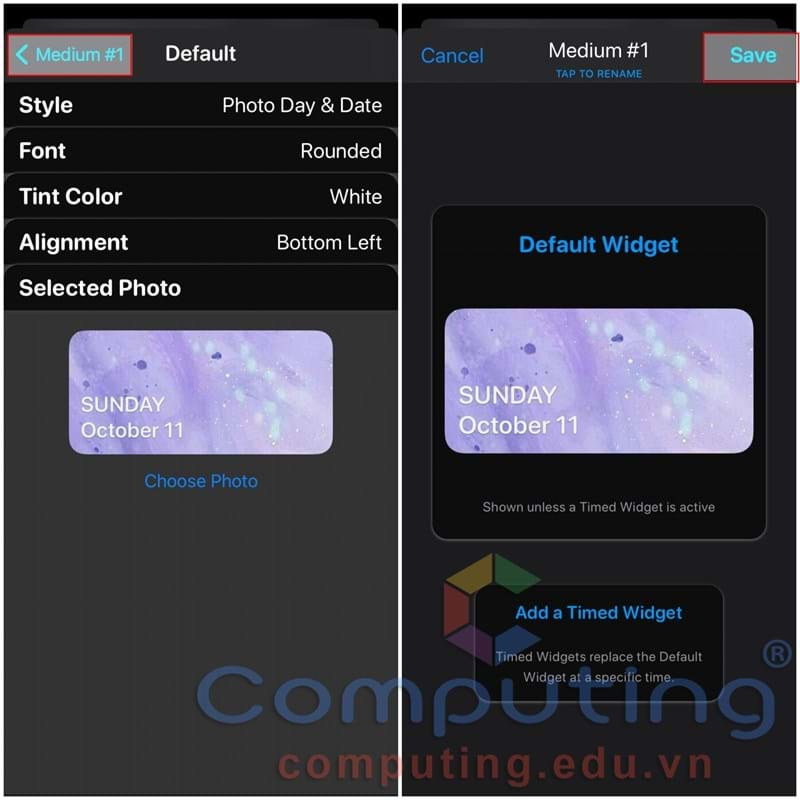 Medium #1 Default
Style Photo Day & Date
Font Rounded
Tint Color White
Alignment Bottom Left
Selected Photo
SUNDAY
October 11
Choose Photo
Cancel Medium #1 Save
TAP TO RENAME
Default Widget
SUNDAY
October 11
Shown unless a Timed Widget is active
Add a Timed Widget
Timed Widgets replace the Default
Widget at a specific time.
Computing®
computing.edu.vn